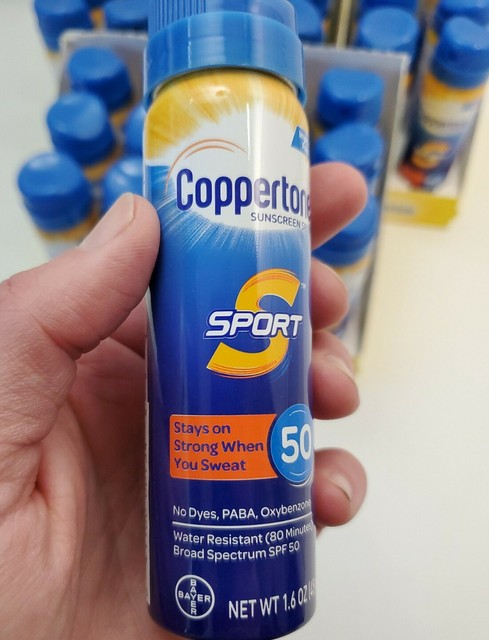 Coppertone
SUNSCREEN
SPORT
Stays on
Strong When
You Sweat
50
No Dyes, PABA, Oxybenzone
Water Resistant (80 Minutes
Broad Spectrum SPF 50
BAYER
BAYER
NET WT 1.6 OZ